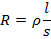 R = ρ l/s